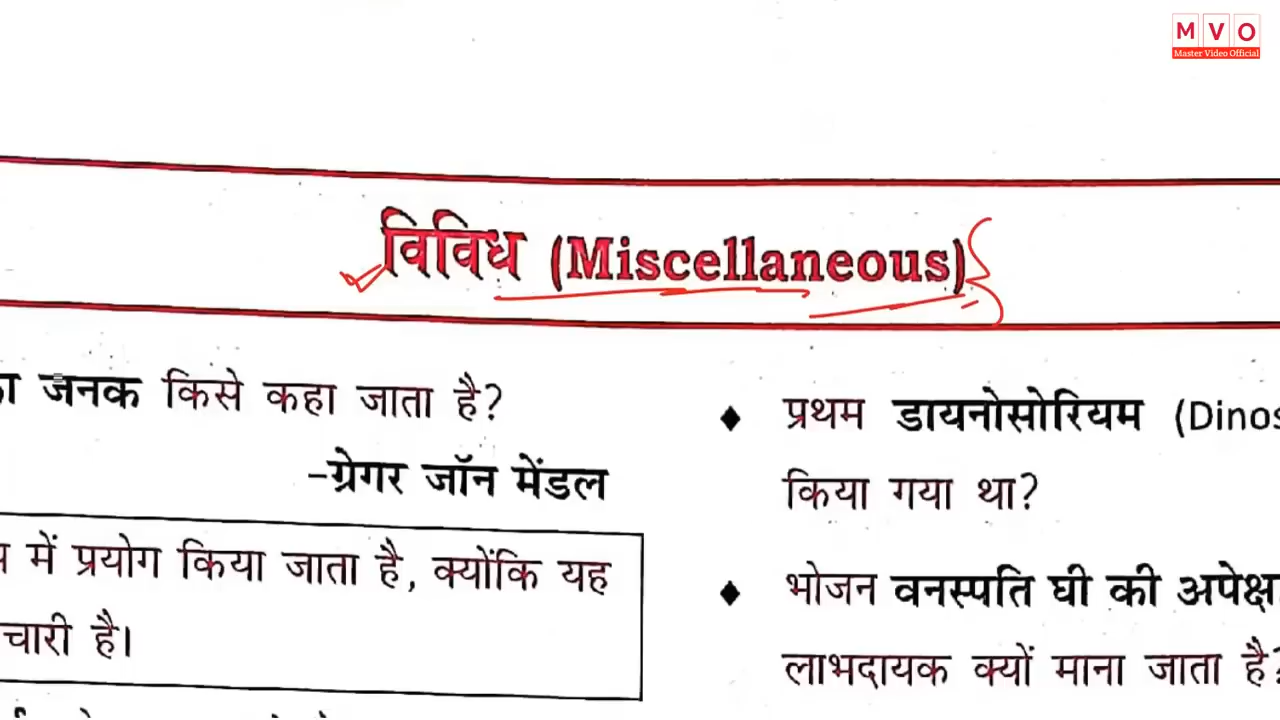 M V O
Master Video Official
विविध (Miscellaneous)
जनक किसे कहा जाता है?
-ग्रेगर जॉन मेंडल
में प्रयोग किया जाता है, क्योंकि यह
चारी है।
♦ प्रथम डायनोसोरियम (Dinos
किया गया था?
♦ भोजन वनस्पति घी की अपेक्षा
लाभदायक क्यों माना जाता है?